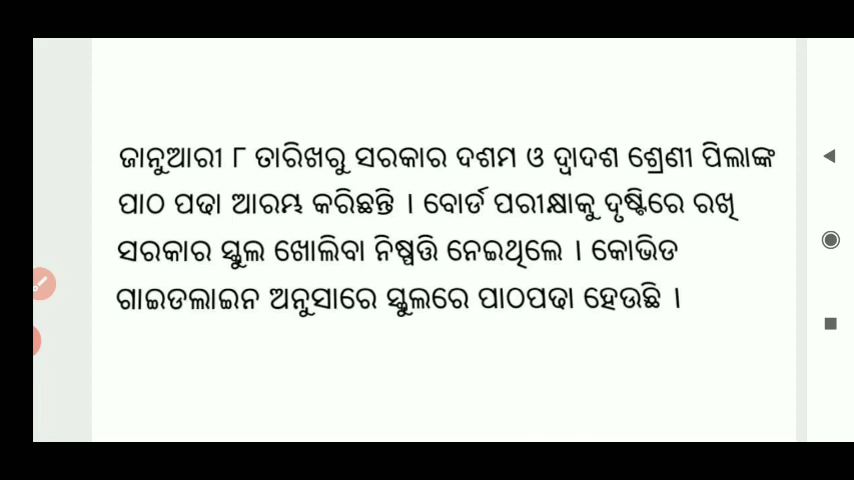 ଜାନୁଆରୀ ୮ ତାରିଖରୁ ସରକାର ଦଶମ ଓ ଦ୍ଵାଦଶ ଶ୍ରେଣୀ ପିଲାଙ୍କ
ପାଠ ପଢା ଆରମ୍ଭ କରିଛନ୍ତି । ବୋର୍ଡ ପରୀକ୍ଷାକୁ ଦୃଷ୍ଟିରେ ରଖି
ସରକାର ସ୍କୁଲ ଖୋଲିବା ନିଷ୍ପତ୍ତି ନେଇଥିଲେ । କୋଭିଡ
ଗାଇଡଲାଇନ ଅନୁସାରେ ସ୍କୁଲରେ ପାଠପଢା ହେଉଛି ।